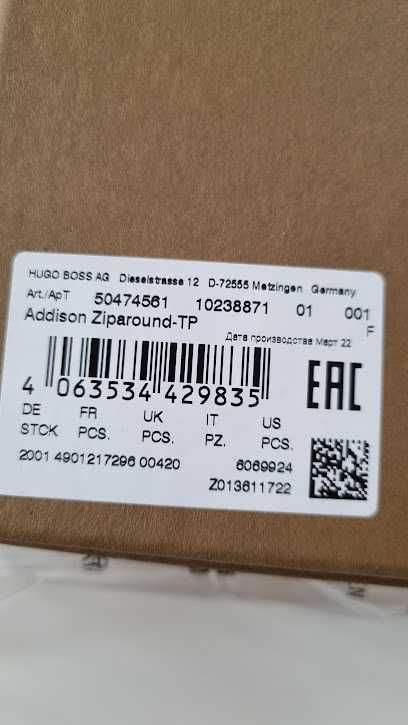 HUGO BOSS AG Dieselstrasse 12 D-72555 Metzingen Germany
Art./Арт 50474561 10238871 01 001
Addison Ziparound-TP F
Дата производства Март 22
4 063534 429835
EAC
DE FR UK IT US
STCK PCS. PCS. PZ. PCS.
2001 4901217296 00420 6069924
Z013611722